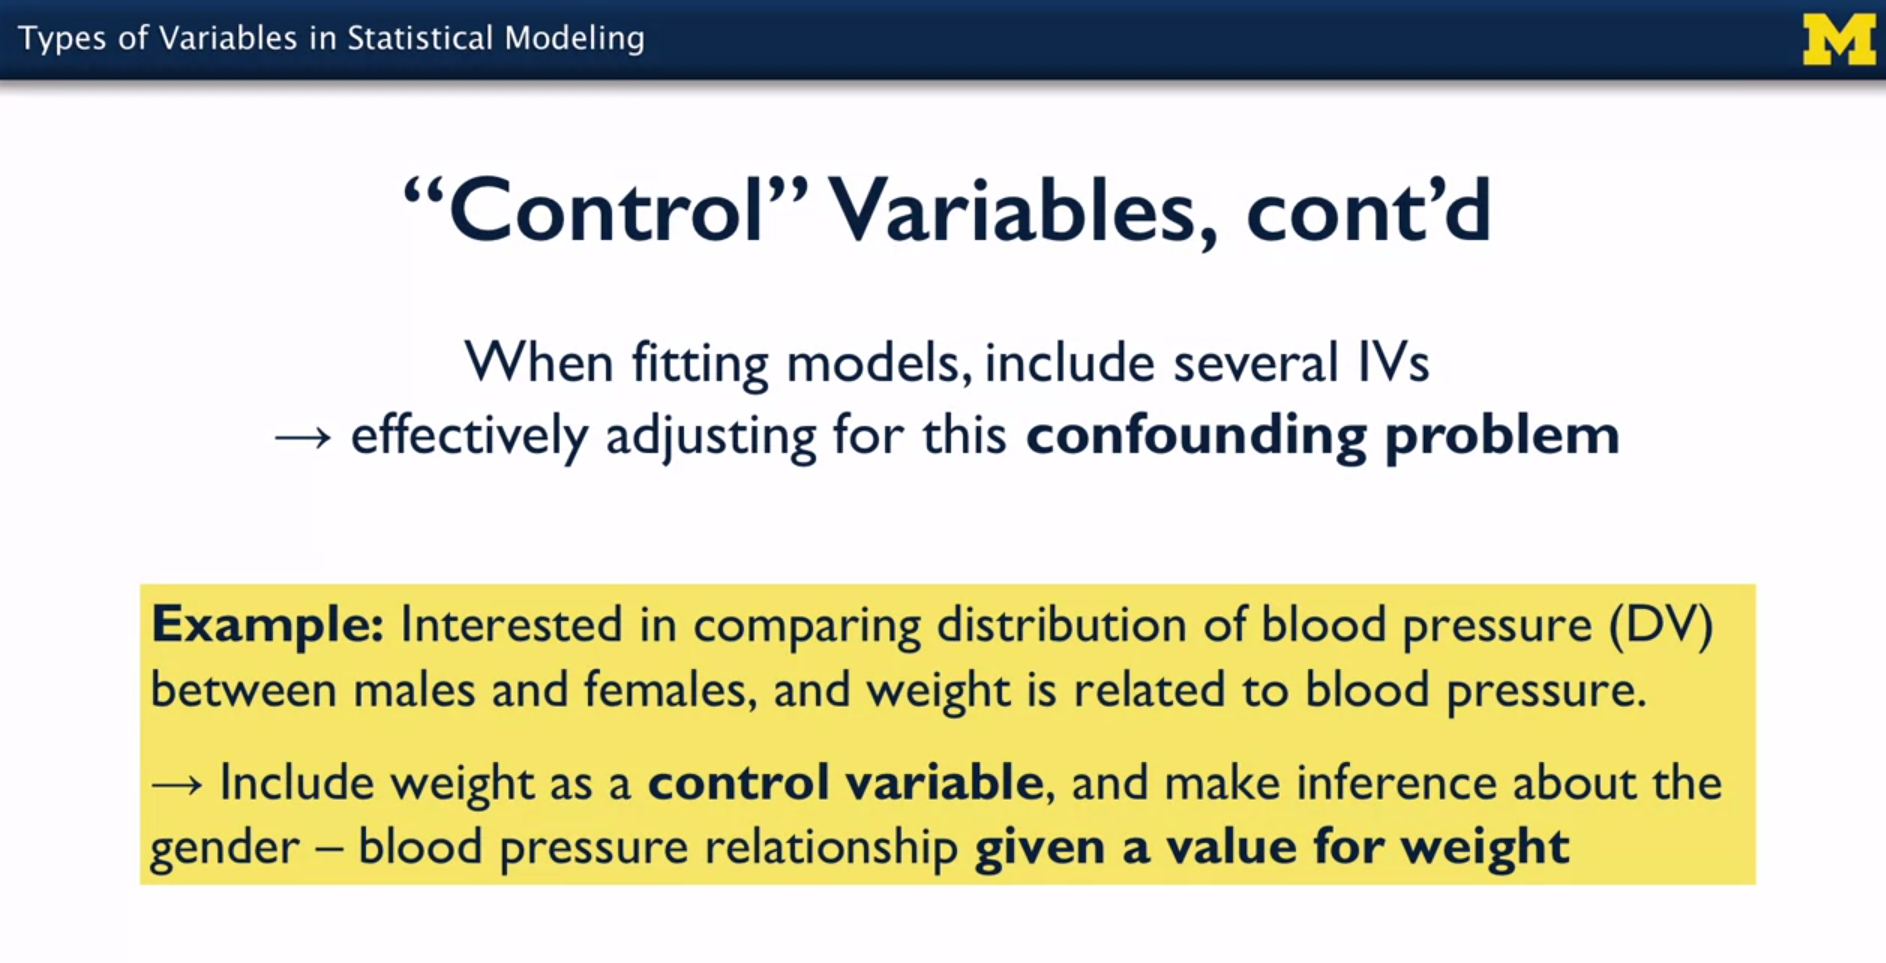 Types of Variables in Statistical Modeling
M
“Control” Variables, cont’d
When fitting models, include several IVs
→ effectively adjusting for this confounding problem
Example: Interested in comparing distribution of blood pressure (DV)
between males and females, and weight is related to blood pressure.
→ Include weight as a control variable, and make inference about the
gender – blood pressure relationship given a value for weight